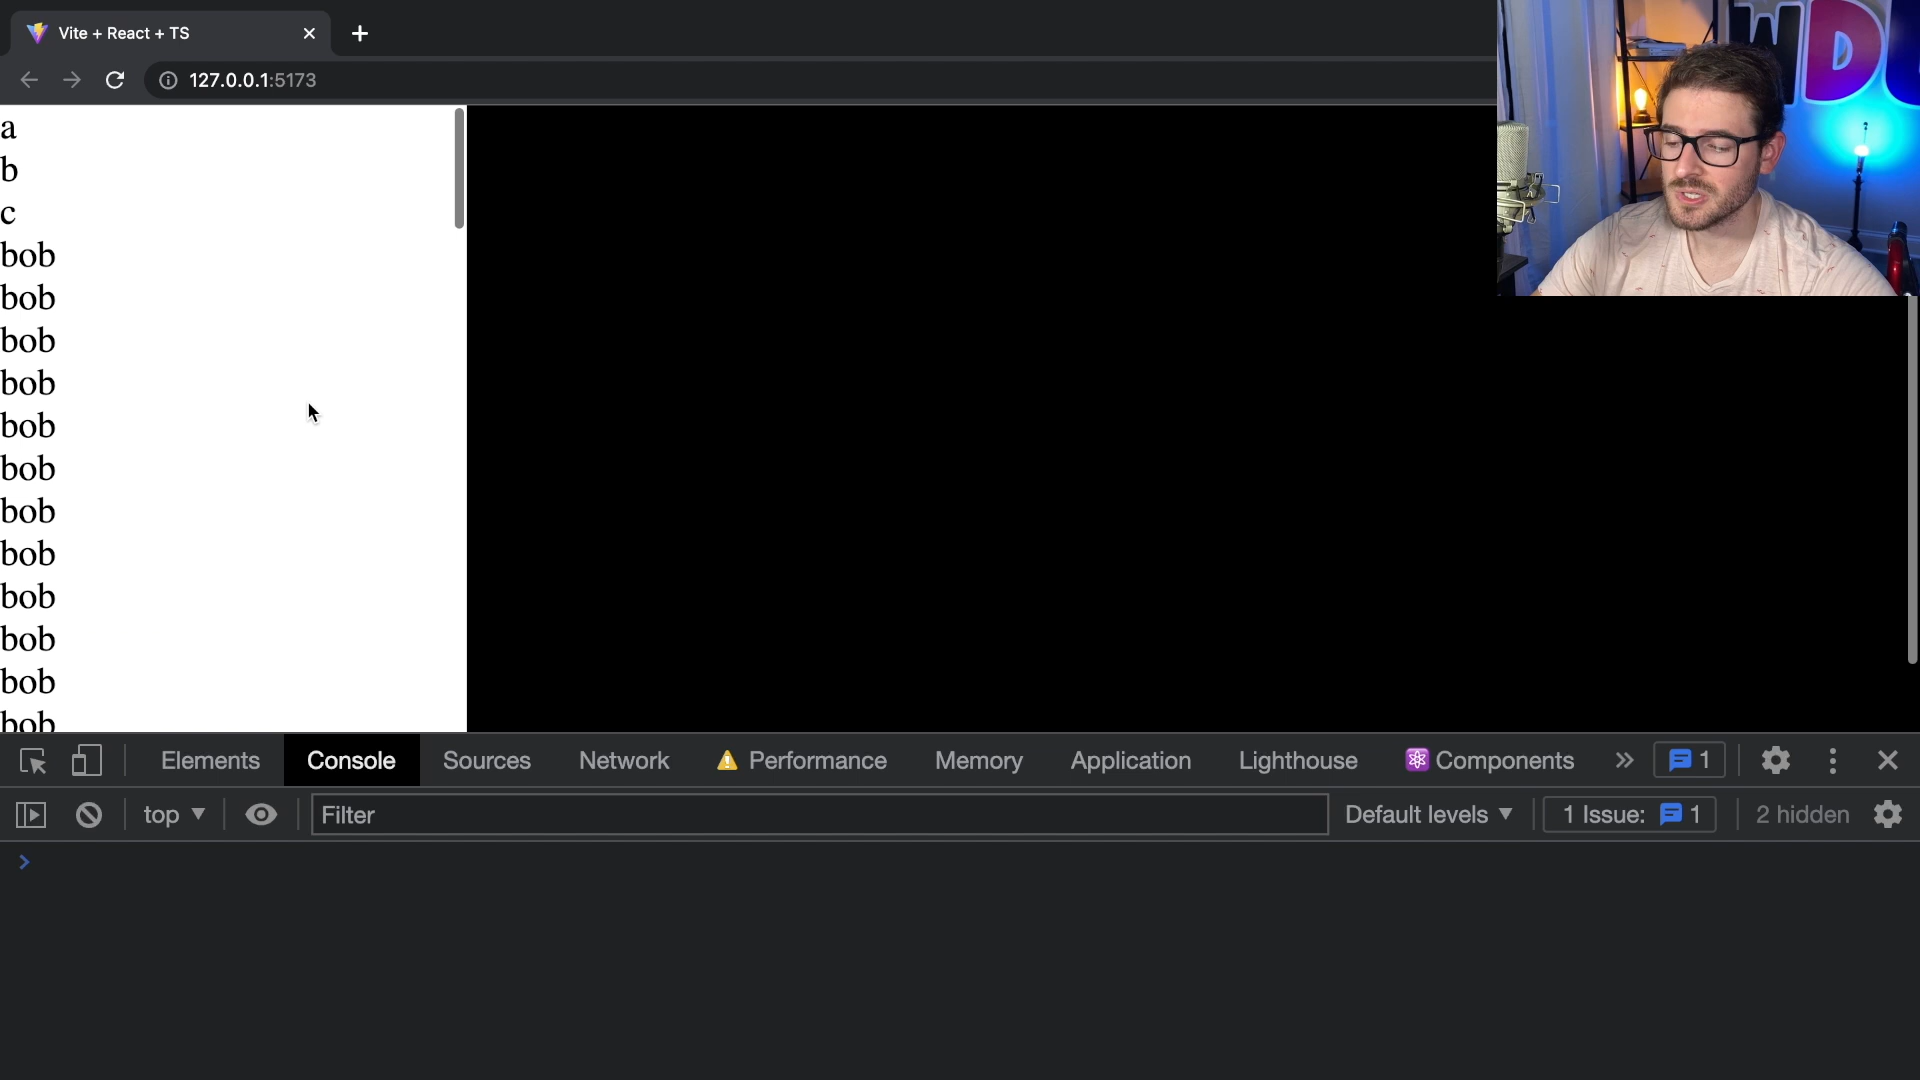 Vite + React + TS
127.0.0.1:5173
WD
a
b
c
bob
bob
bob
bob
bob
bob
bob
bob
bob
bob
bob
bob
Elements Console Sources Network Performance Memory Application Lighthouse Components 1
top Filter Default levels 1 Issue: 1 2 hidden